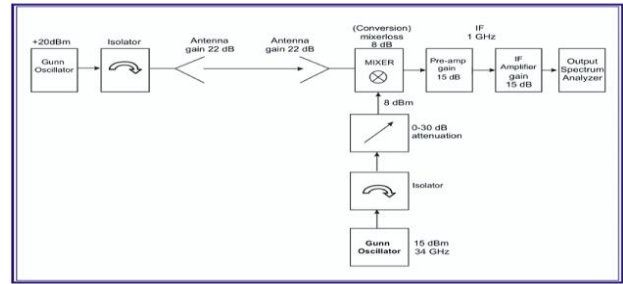 +20dBm
Gunn
Oscillator
Isolator
Antenna
gain 22 dB
Antenna
gain 22 dB
(Conversion)
mixerloss
8 dB
MIXER
IF
1 GHz
Pre-amp
gain
15 dB
IF
Amplifier
gain
15 dB
Output
Spectrum
Analyzer
8 dBm
0-30 dB
attenuation
Isolator
Gunn
Oscillator
15 dBm
34 GHz